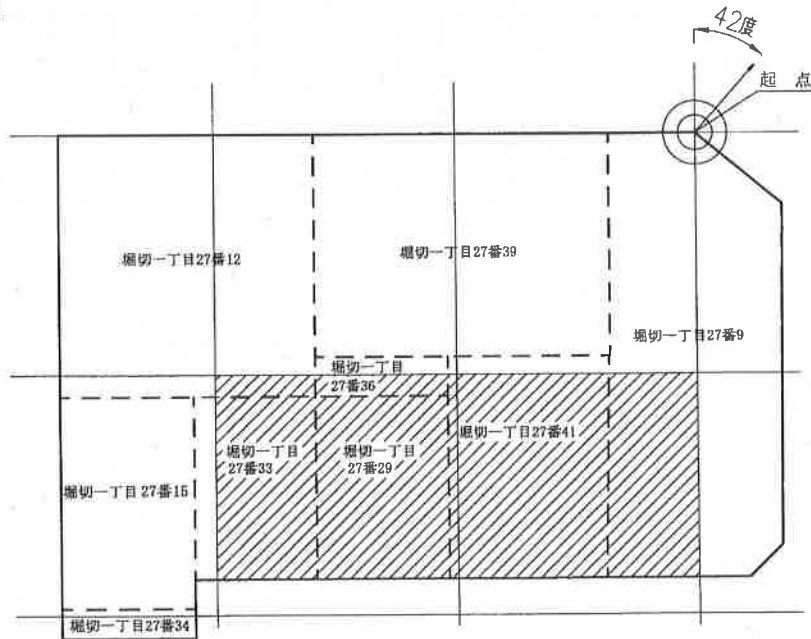 42度
起 点
堀切一丁目27番12
堀切一丁目27番39
堀切一丁目27番9
堀切一丁目
27番36
堀切一丁目
27番33
堀切一丁目
27番29
堀切一丁目27番41
堀切一丁目27番15
堀切一丁目27番34